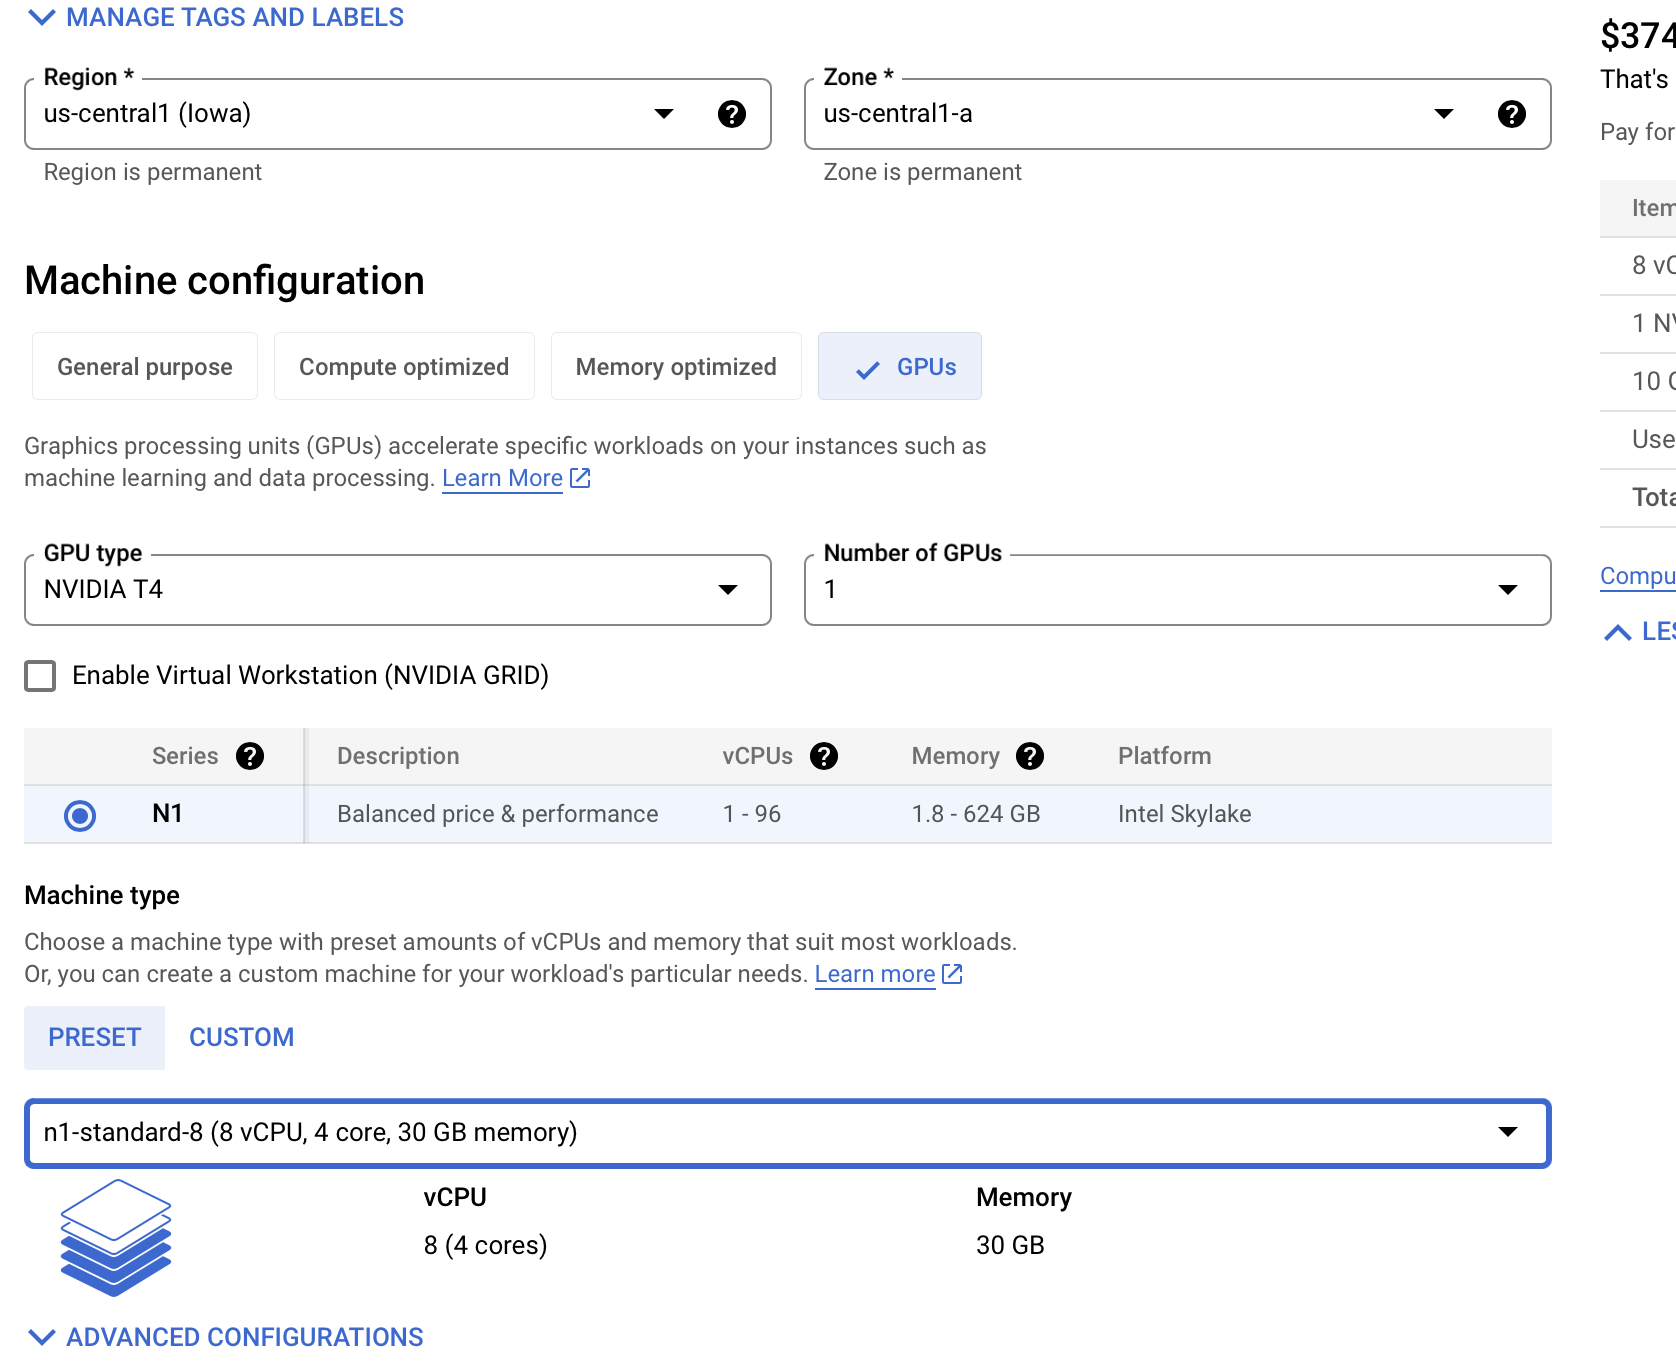 MANAGE TAGS AND LABELS
Region *
us-central1 (Iowa)
Region is permanent
Zone *
us-central1-a
Zone is permanent
Machine configuration
General purpose
Compute optimized
Memory optimized
GPUs
Graphics processing units (GPUs) accelerate specific workloads on your instances such as
machine learning and data processing. Learn More
GPU type
NVIDIA T4
Number of GPUs
1
Enable Virtual Workstation (NVIDIA GRID)
Series Description vCPUs Memory Platform
N1 Balanced price & performance 1 - 96 1.8 - 624 GB Intel Skylake
Machine type
Choose a machine type with preset amounts of vCPUs and memory that suit most workloads.
Or, you can create a custom machine for your workload's particular needs. Learn more
PRESET CUSTOM
n1-standard-8 (8 vCPU, 4 core, 30 GB memory)
vCPU
8 (4 cores)
Memory
30 GB
ADVANCED CONFIGURATIONS
$374
That's
Pay for
8
1
10